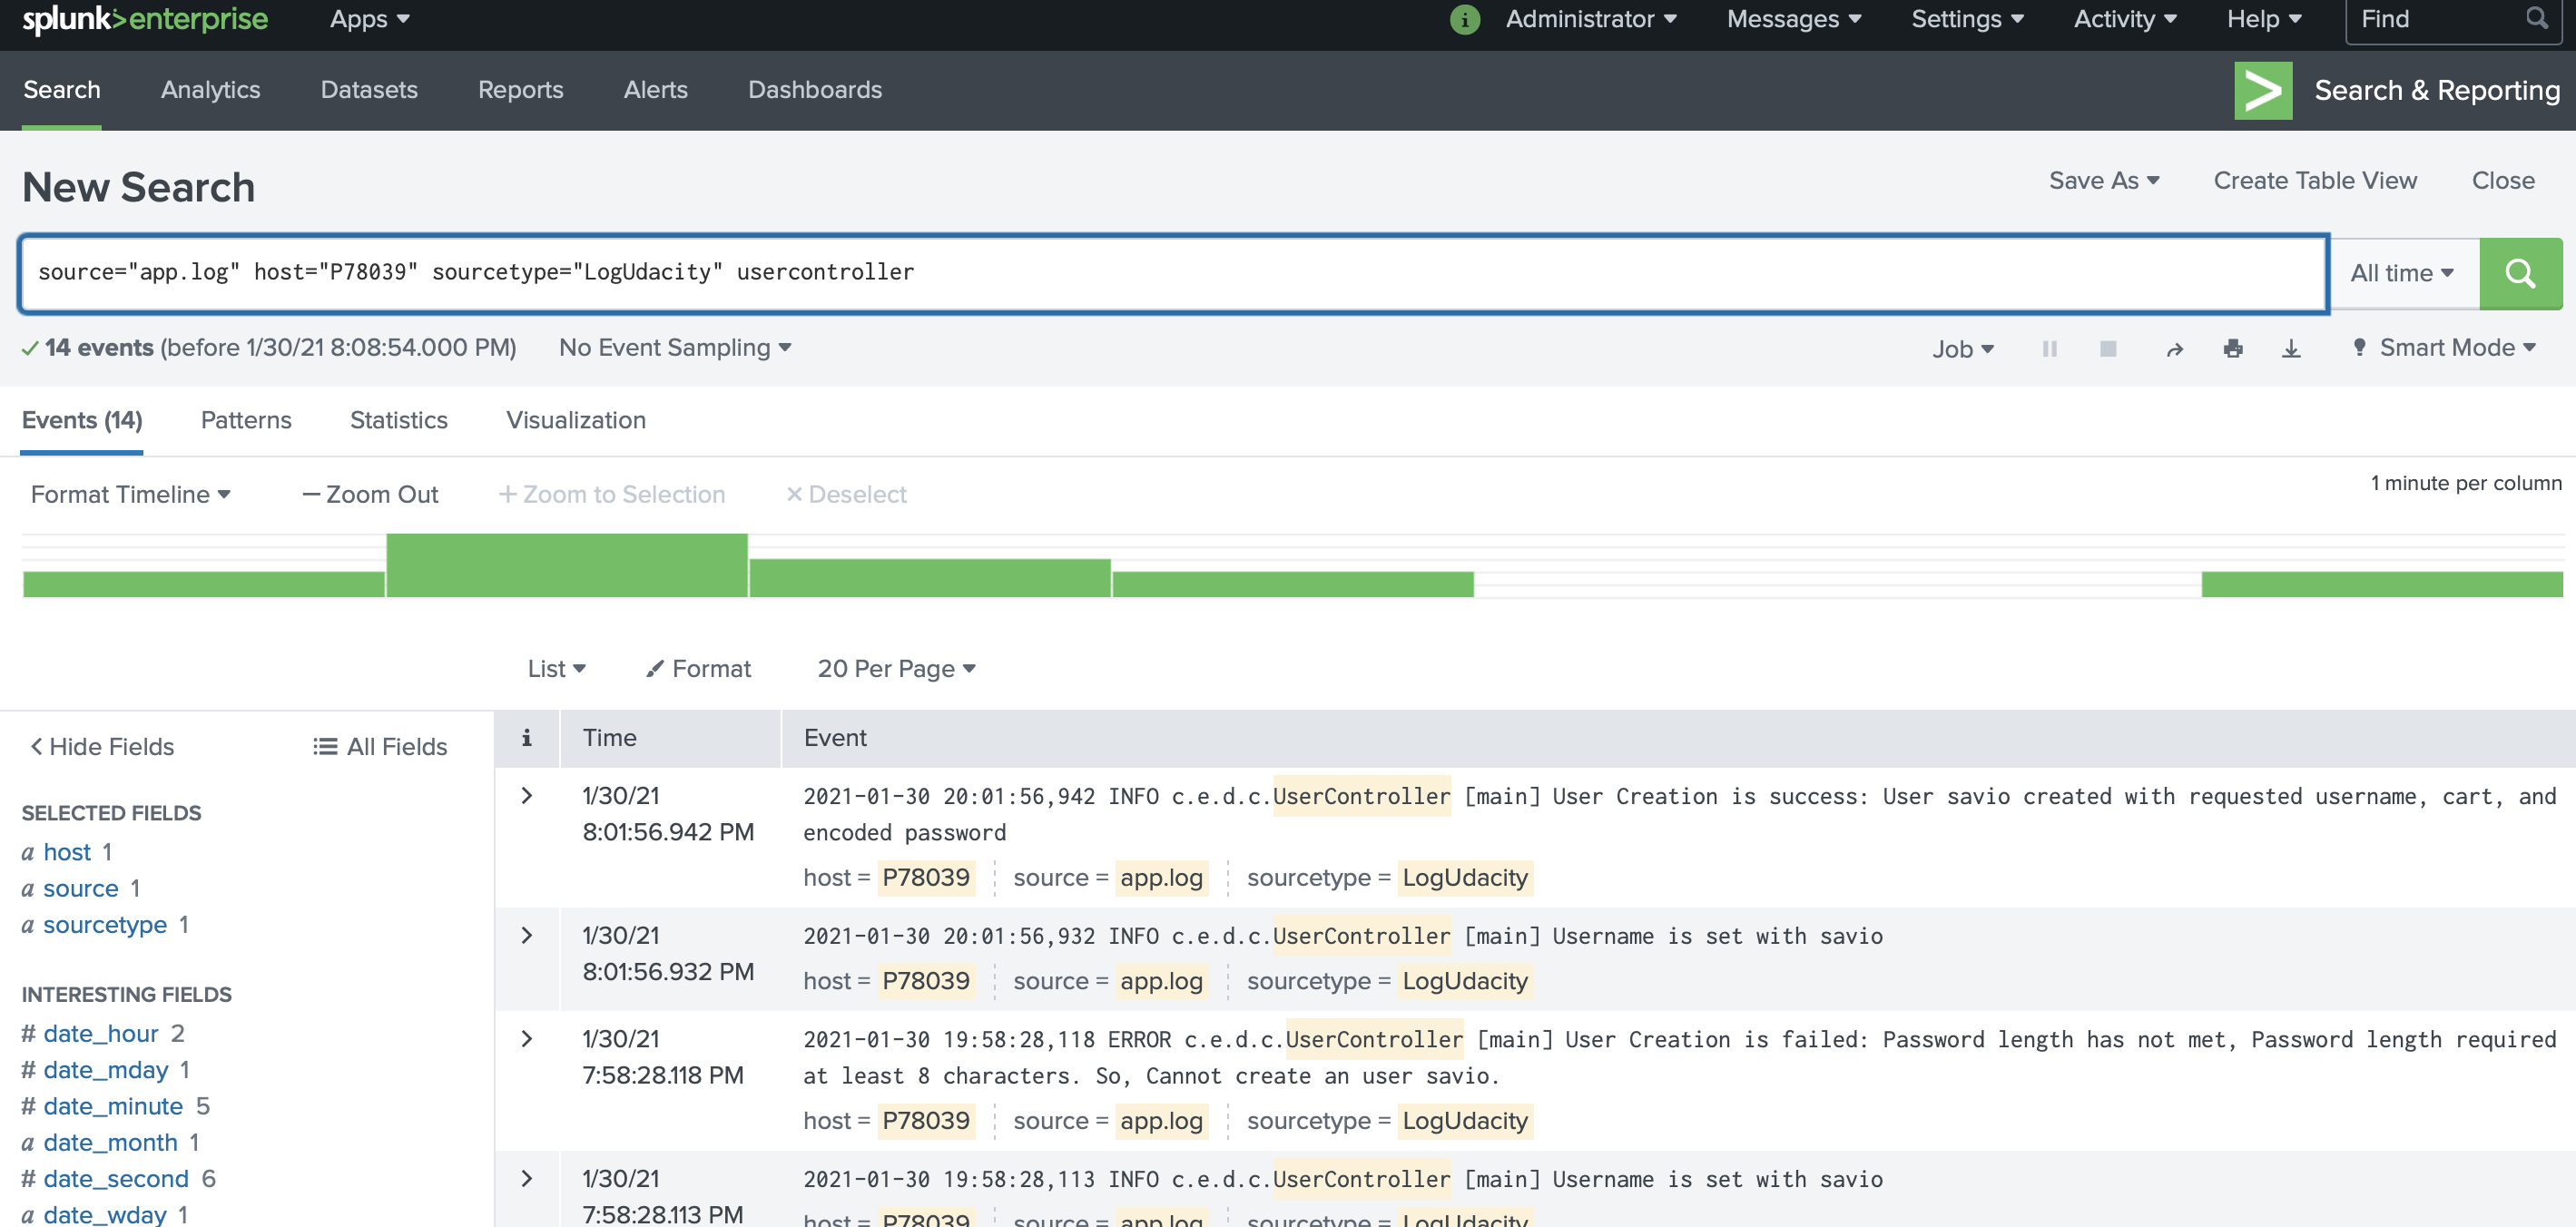 splunk>enterprise Apps Administrator Messages Settings Activity Help Find
Search Analytics Datasets Reports Alerts Dashboards Search & Reporting
New Search Save As Create Table View Close
source="app.log" host="P78039" sourcetype="LogUdacity" usercontroller All time
14 events (before 1/30/21 8:08:54.000 PM) No Event Sampling Job Smart Mode
Events (14) Patterns Statistics Visualization
Format Timeline — Zoom Out + Zoom to Selection × Deselect 1 minute per column
List Format 20 Per Page
< Hide Fields All Fields
SELECTED FIELDS
a host 1
a source 1
a sourcetype 1
INTERESTING FIELDS
# date_hour 2
# date_mday 1
# date_minute 5
a date_month 1
# date_second 6
a date_wday 1
i Time Event
> 1/30/21 2021-01-30 20:01:56,942 INFO c.e.d.c.UserController [main] User Creation is success: User savio created with requested username, cart, and
8:01:56.942 PM encoded password
host = P78039 source = app.log sourcetype = LogUdacity
> 1/30/21 2021-01-30 20:01:56,932 INFO c.e.d.c.UserController [main] Username is set with savio
8:01:56.932 PM host = P78039 source = app.log sourcetype = LogUdacity
> 1/30/21 2021-01-30 19:58:28,118 ERROR c.e.d.c.UserController [main] User Creation is failed: Password length has not met, Password length required
7:58:28.118 PM at least 8 characters. So, Cannot create an user savio.
host = P78039 source = app.log sourcetype = LogUdacity
> 1/30/21 2021-01-30 19:58:28,113 INFO c.e.d.c.UserController [main] Username is set with savio
7:58:28.113 PM host = P78039 source = app.log sourcetype = LogUdacity